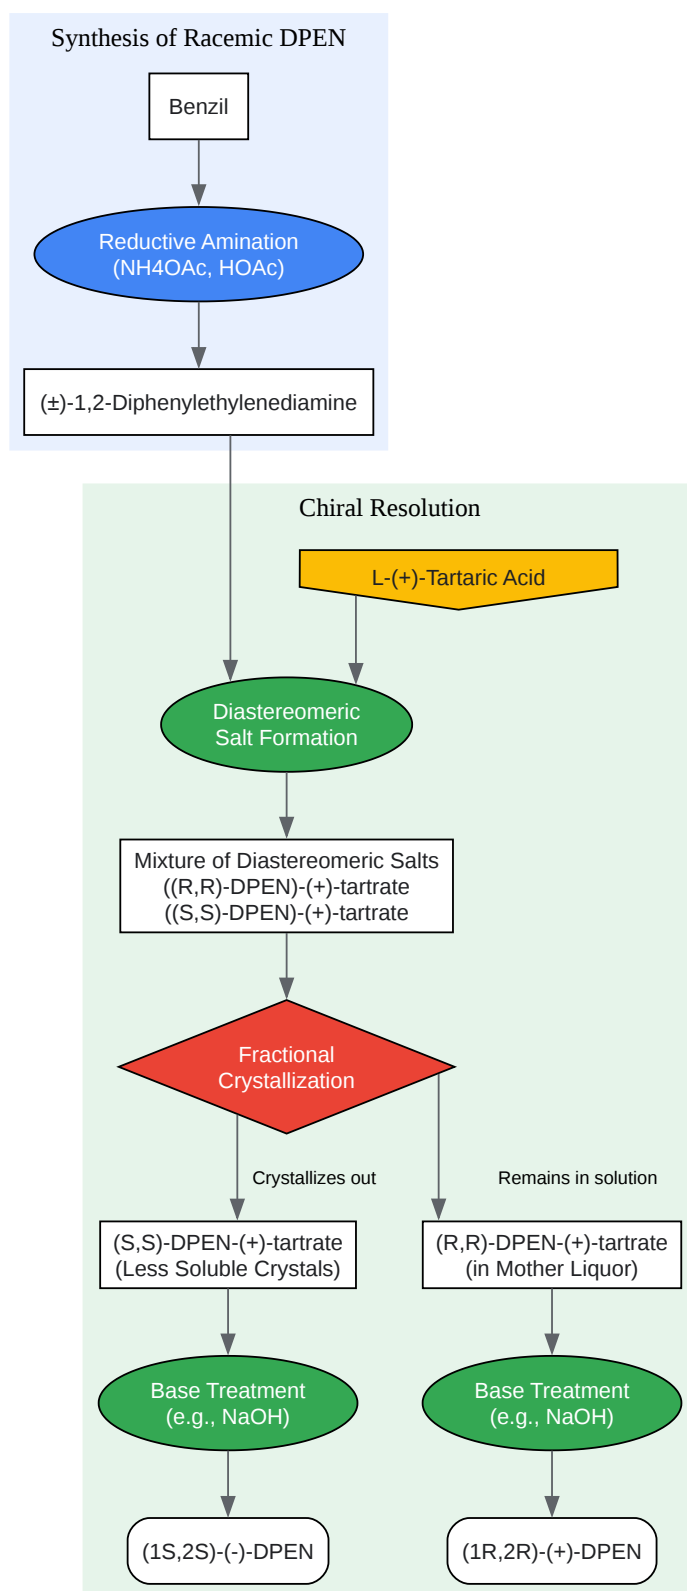 Synthesis of Racemic DPEN
Benzil
Reductive Amination
(NH4OAc, HOAc)
(±)-1,2-Diphenylethylenediamine
Chiral Resolution
L-(+)-Tartaric Acid
Diastereomeric
Salt Formation
Mixture of Diastereomeric Salts
((R,R)-DPEN)-(+)-tartrate
((S,S)-DPEN)-(+)-tartrate
Fractional
Crystallization
Crystallizes out
Remains in solution
(S,S)-DPEN-(+)-tartrate
(Less Soluble Crystals)
(R,R)-DPEN-(+)-tartrate
(in Mother Liquor)
Base Treatment
(e.g., NaOH)
Base Treatment
(e.g., NaOH)
(1S,2S)-(-)-DPEN
(1R,2R)-(+)-DPEN